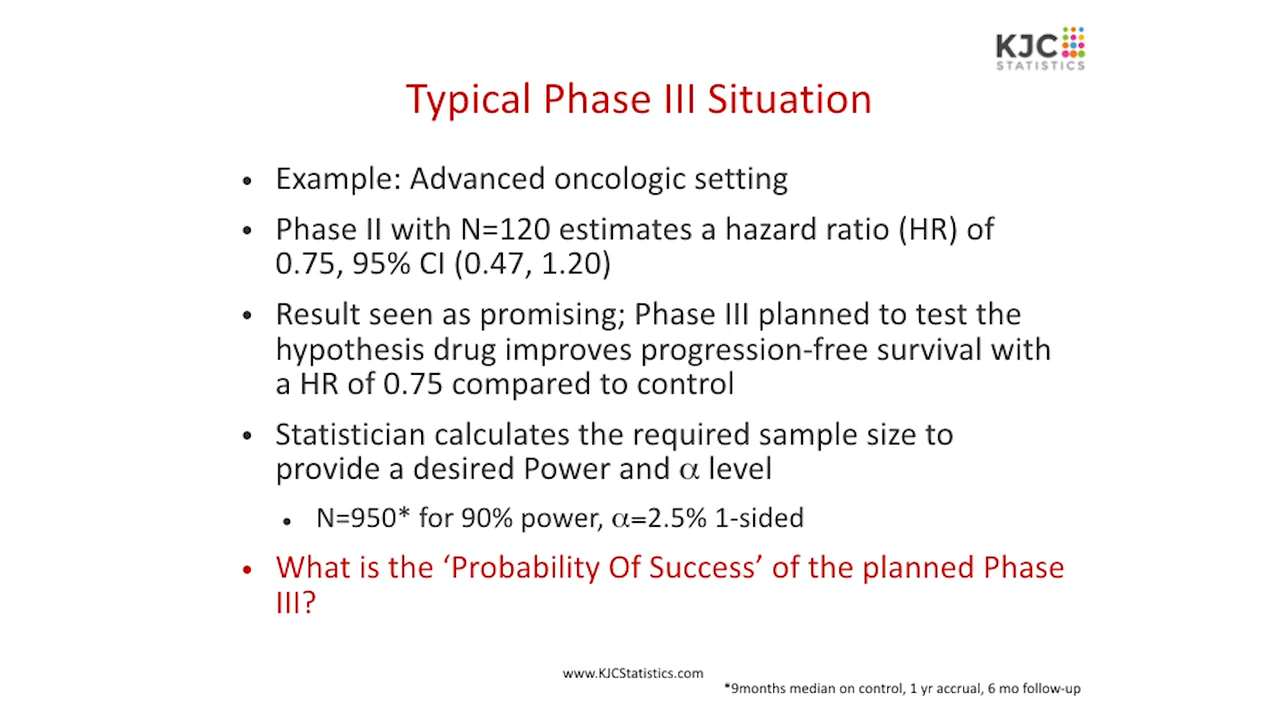 KJC
STATISTICS
Typical Phase III Situation
• Example: Advanced oncologic setting
• Phase II with N=120 estimates a hazard ratio (HR) of
0.75, 95% CI (0.47, 1.20)
• Result seen as promising; Phase III planned to test the
hypothesis drug improves progression-free survival with
a HR of 0.75 compared to control
• Statistician calculates the required sample size to
provide a desired Power and α level
• N=950* for 90% power, α=2.5% 1-sided
• What is the ‘Probability Of Success’ of the planned Phase
III?
www.KJCStatistics.com
*9months median on control, 1 yr accrual, 6 mo follow-up